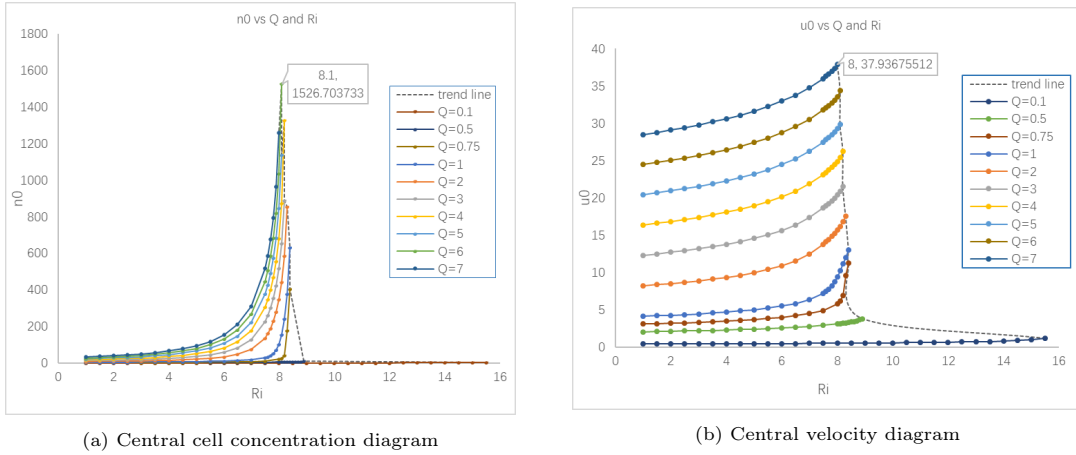 n0 vs Q and Ri
1800
1600
1400
1200
1000
800
600
400
200
0
n0
0 2 4 6 8 10 12 14 16
Ri
8.1,
1526.703733
trend line
Q=0.1
Q=0.5
Q=0.75
Q=1
Q=2
Q=3
Q=4
Q=5
Q=6
Q=7
(a) Central cell concentration diagram
u0 vs Q and Ri
40
35
30
25
20
15
10
5
0
u0
0 2 4 6 8 10 12 14 16
Ri
8, 37.93675512
trend line
Q=0.1
Q=0.5
Q=0.75
Q=1
Q=2
Q=3
Q=4
Q=5
Q=6
Q=7
(b) Central velocity diagram